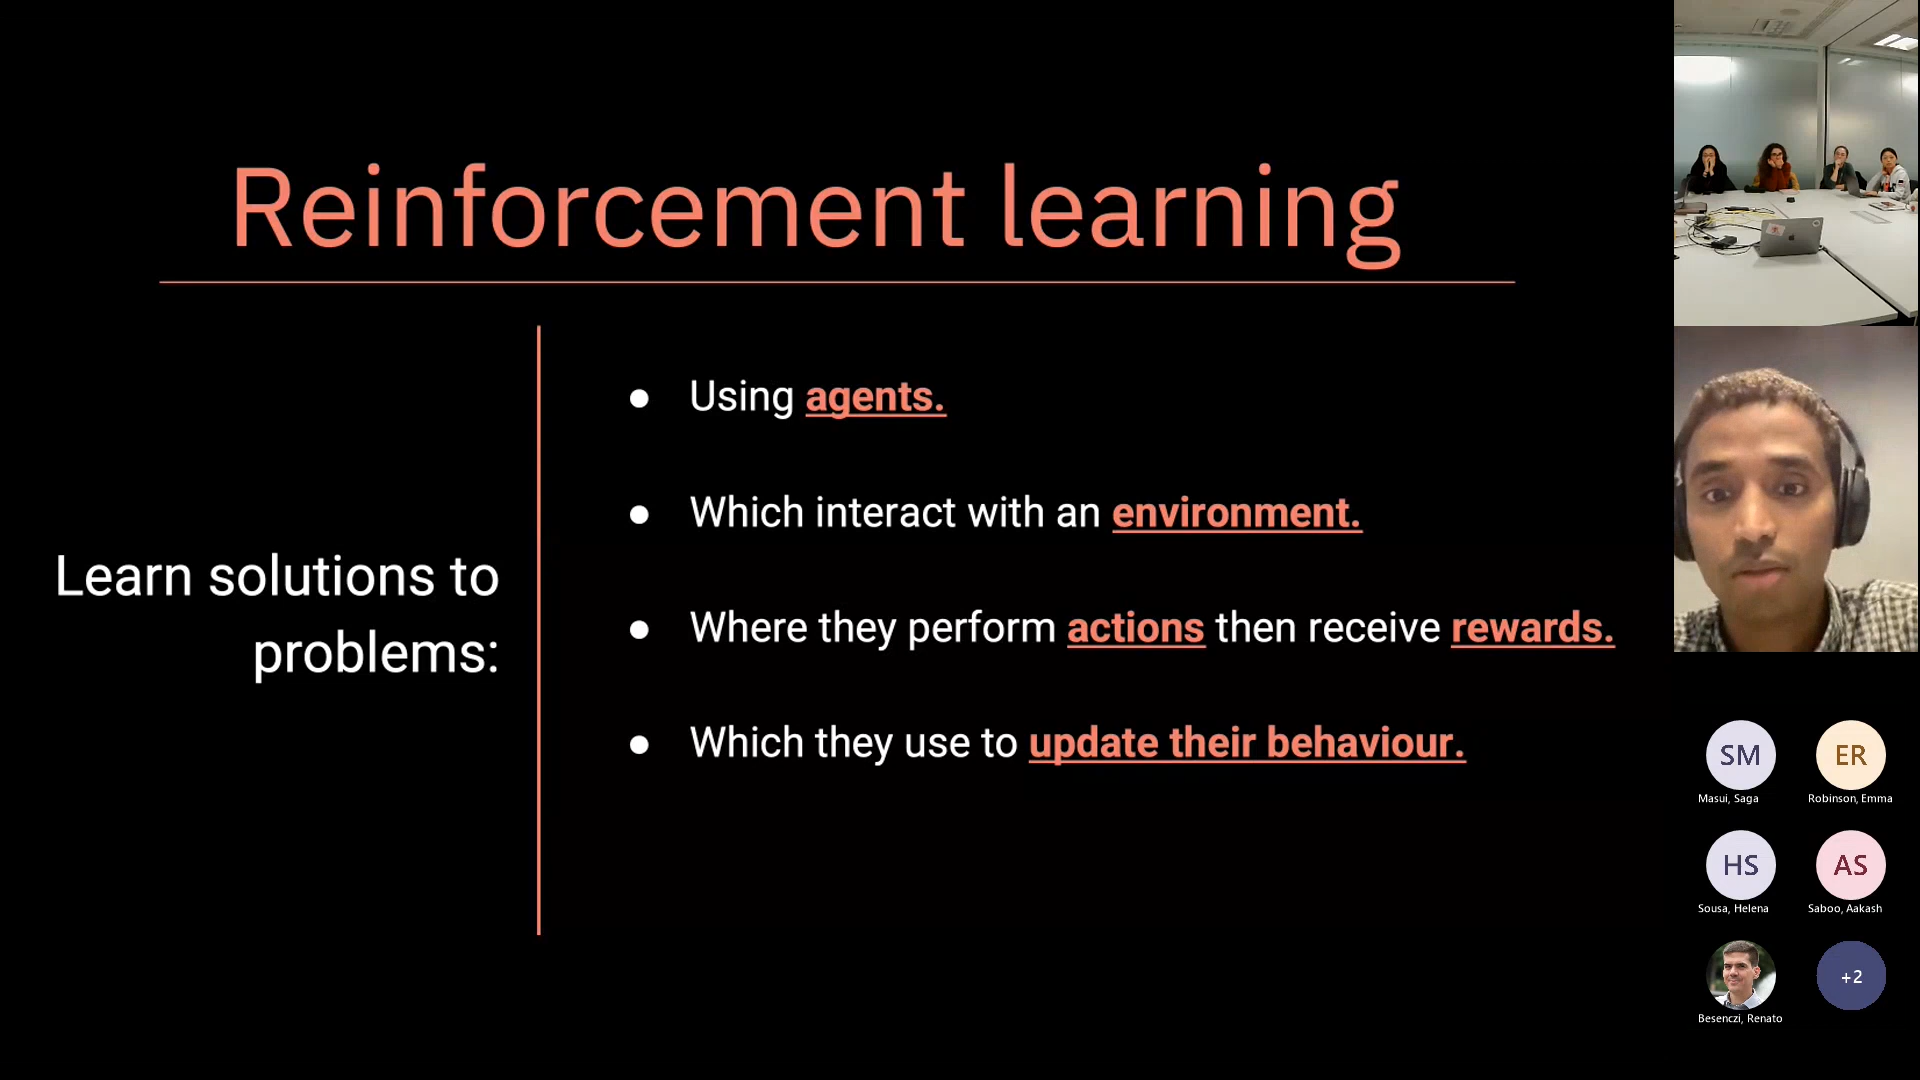 Reinforcement learning
Learn solutions to
problems:
Using agents.
Which interact with an environment.
Where they perform actions then receive rewards.
Which they use to update their behaviour.
SM
Masui, Saga
ER
Robinson, Emma
HS
Sousa, Helena
AS
Saboo, Aakash
Besenczi, Renato
+2